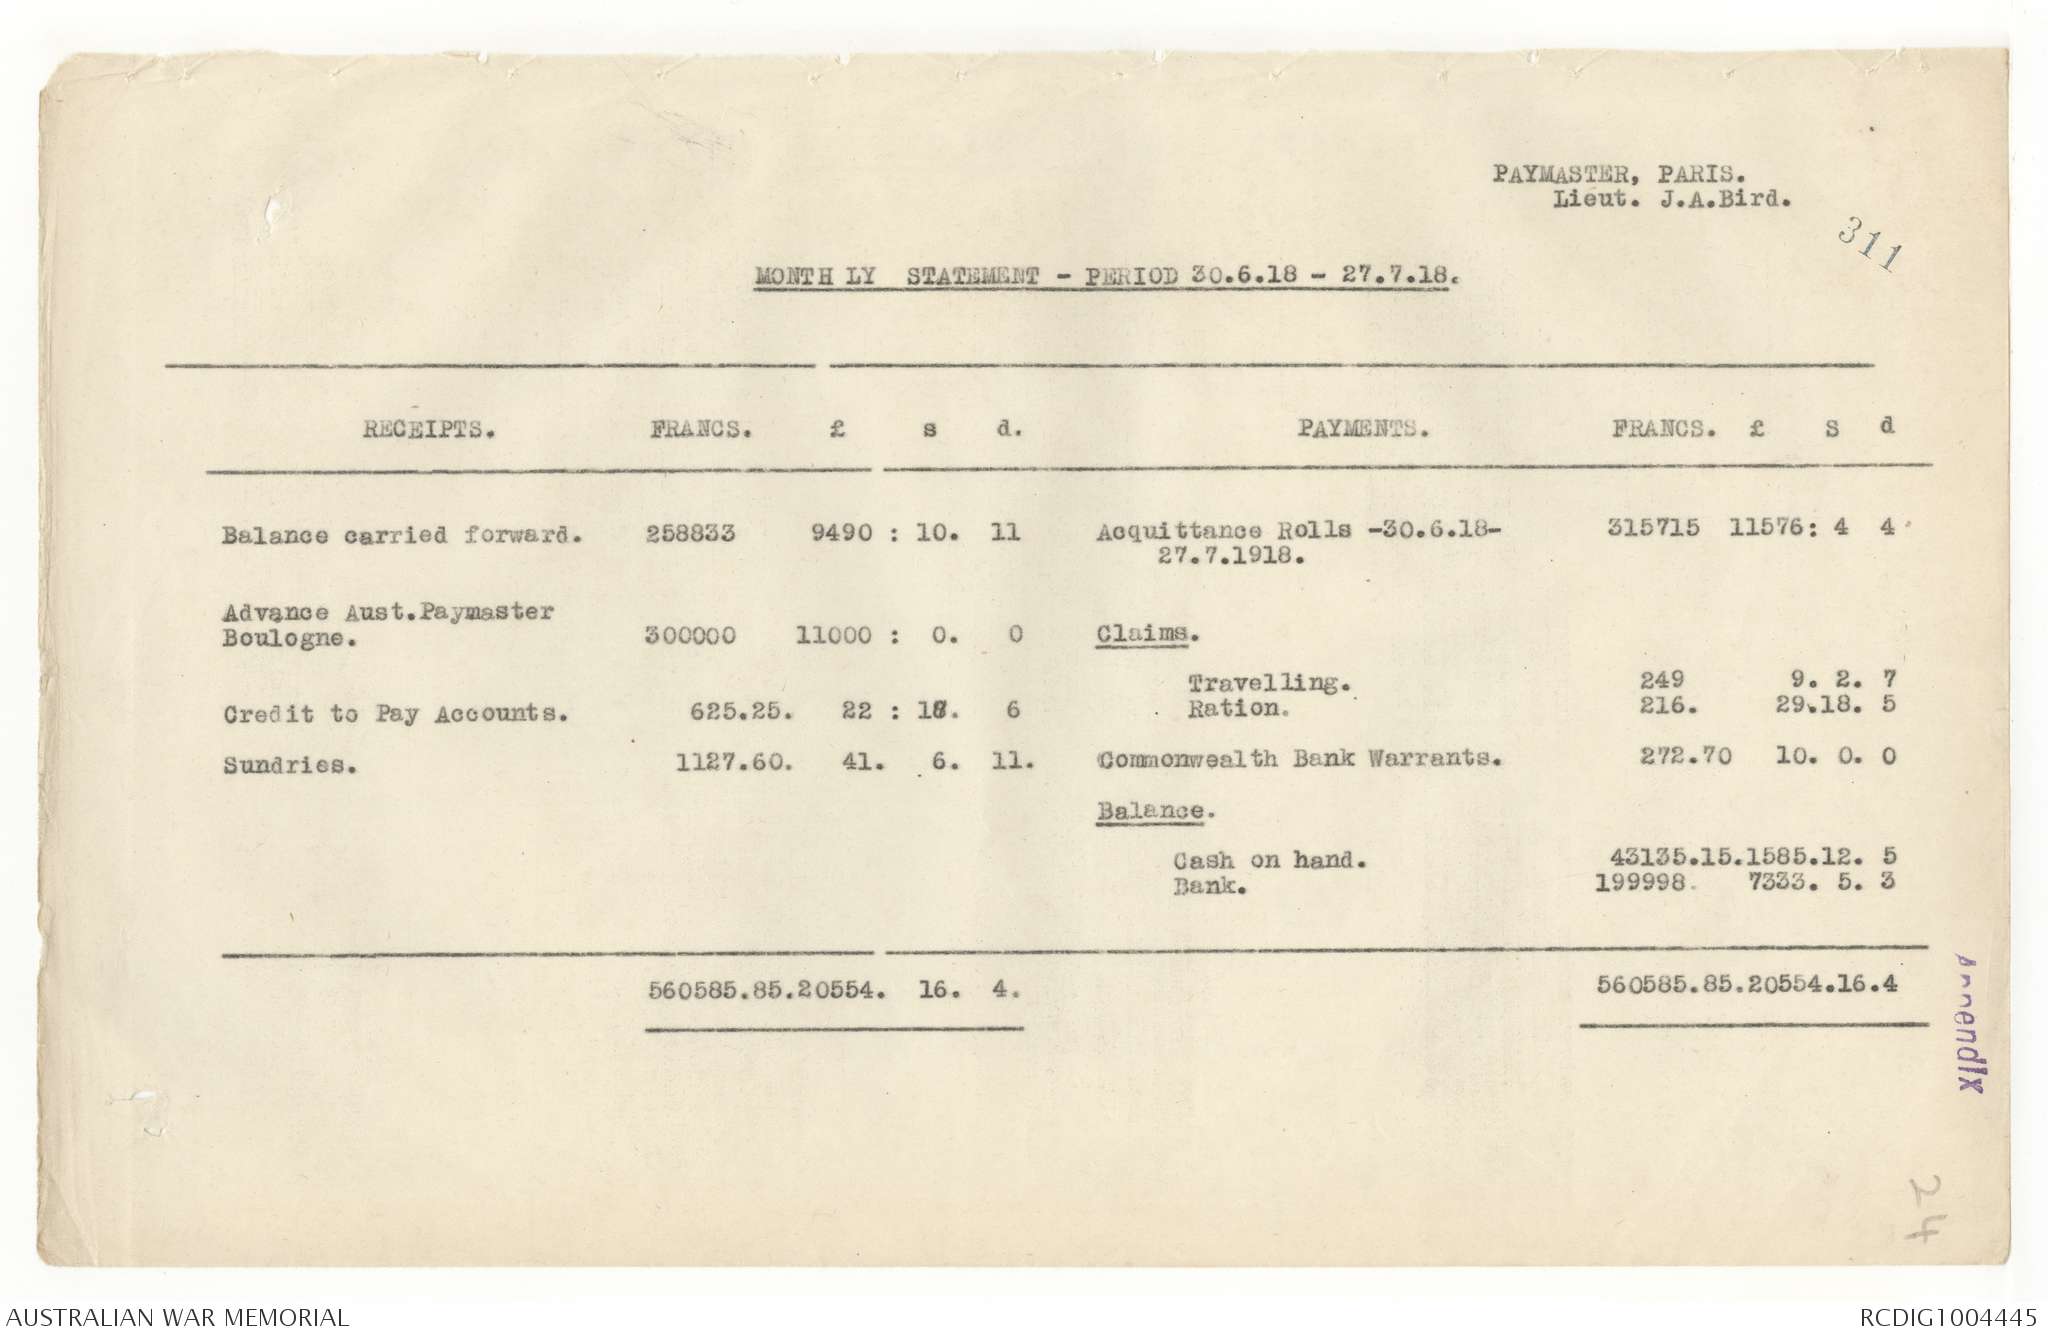 PAYMASTER, PARIS.
Lieut. J.A.Bird.
311
MONTH LY STATEMENT - PERIOD 30.6.18 - 27.7.18.
RECEIPTS. FRANCS. £ s d. PAYMENTS. FRANCS. £ S d
Balance carried forward. 258833 9490 : 10. 11 Acquittance Rolls -30.6.18- 315715 11576: 4 4
27.7.1918.
Advance Aust.Paymaster
Boulogne. 300000 11000 : 0. 0 Claims.
Travelling. 249 9. 2. 7
Credit to Pay Accounts. 625.25. 22 : 18. 6 Ration. 216. 29.18. 5
Sundries. 1127.60. 41. 6. 11. Commonwealth Bank Warrants. 272.70 10. 0. 0
Balance.
Cash on hand. 43135.15.1585.12. 5
Bank. 199998. 7333. 5. 3
560585.85.20554. 16. 4. 560585.85.20554.16.4
Appendix
24
AUSTRALIAN WAR MEMORIAL RCDIG1004445